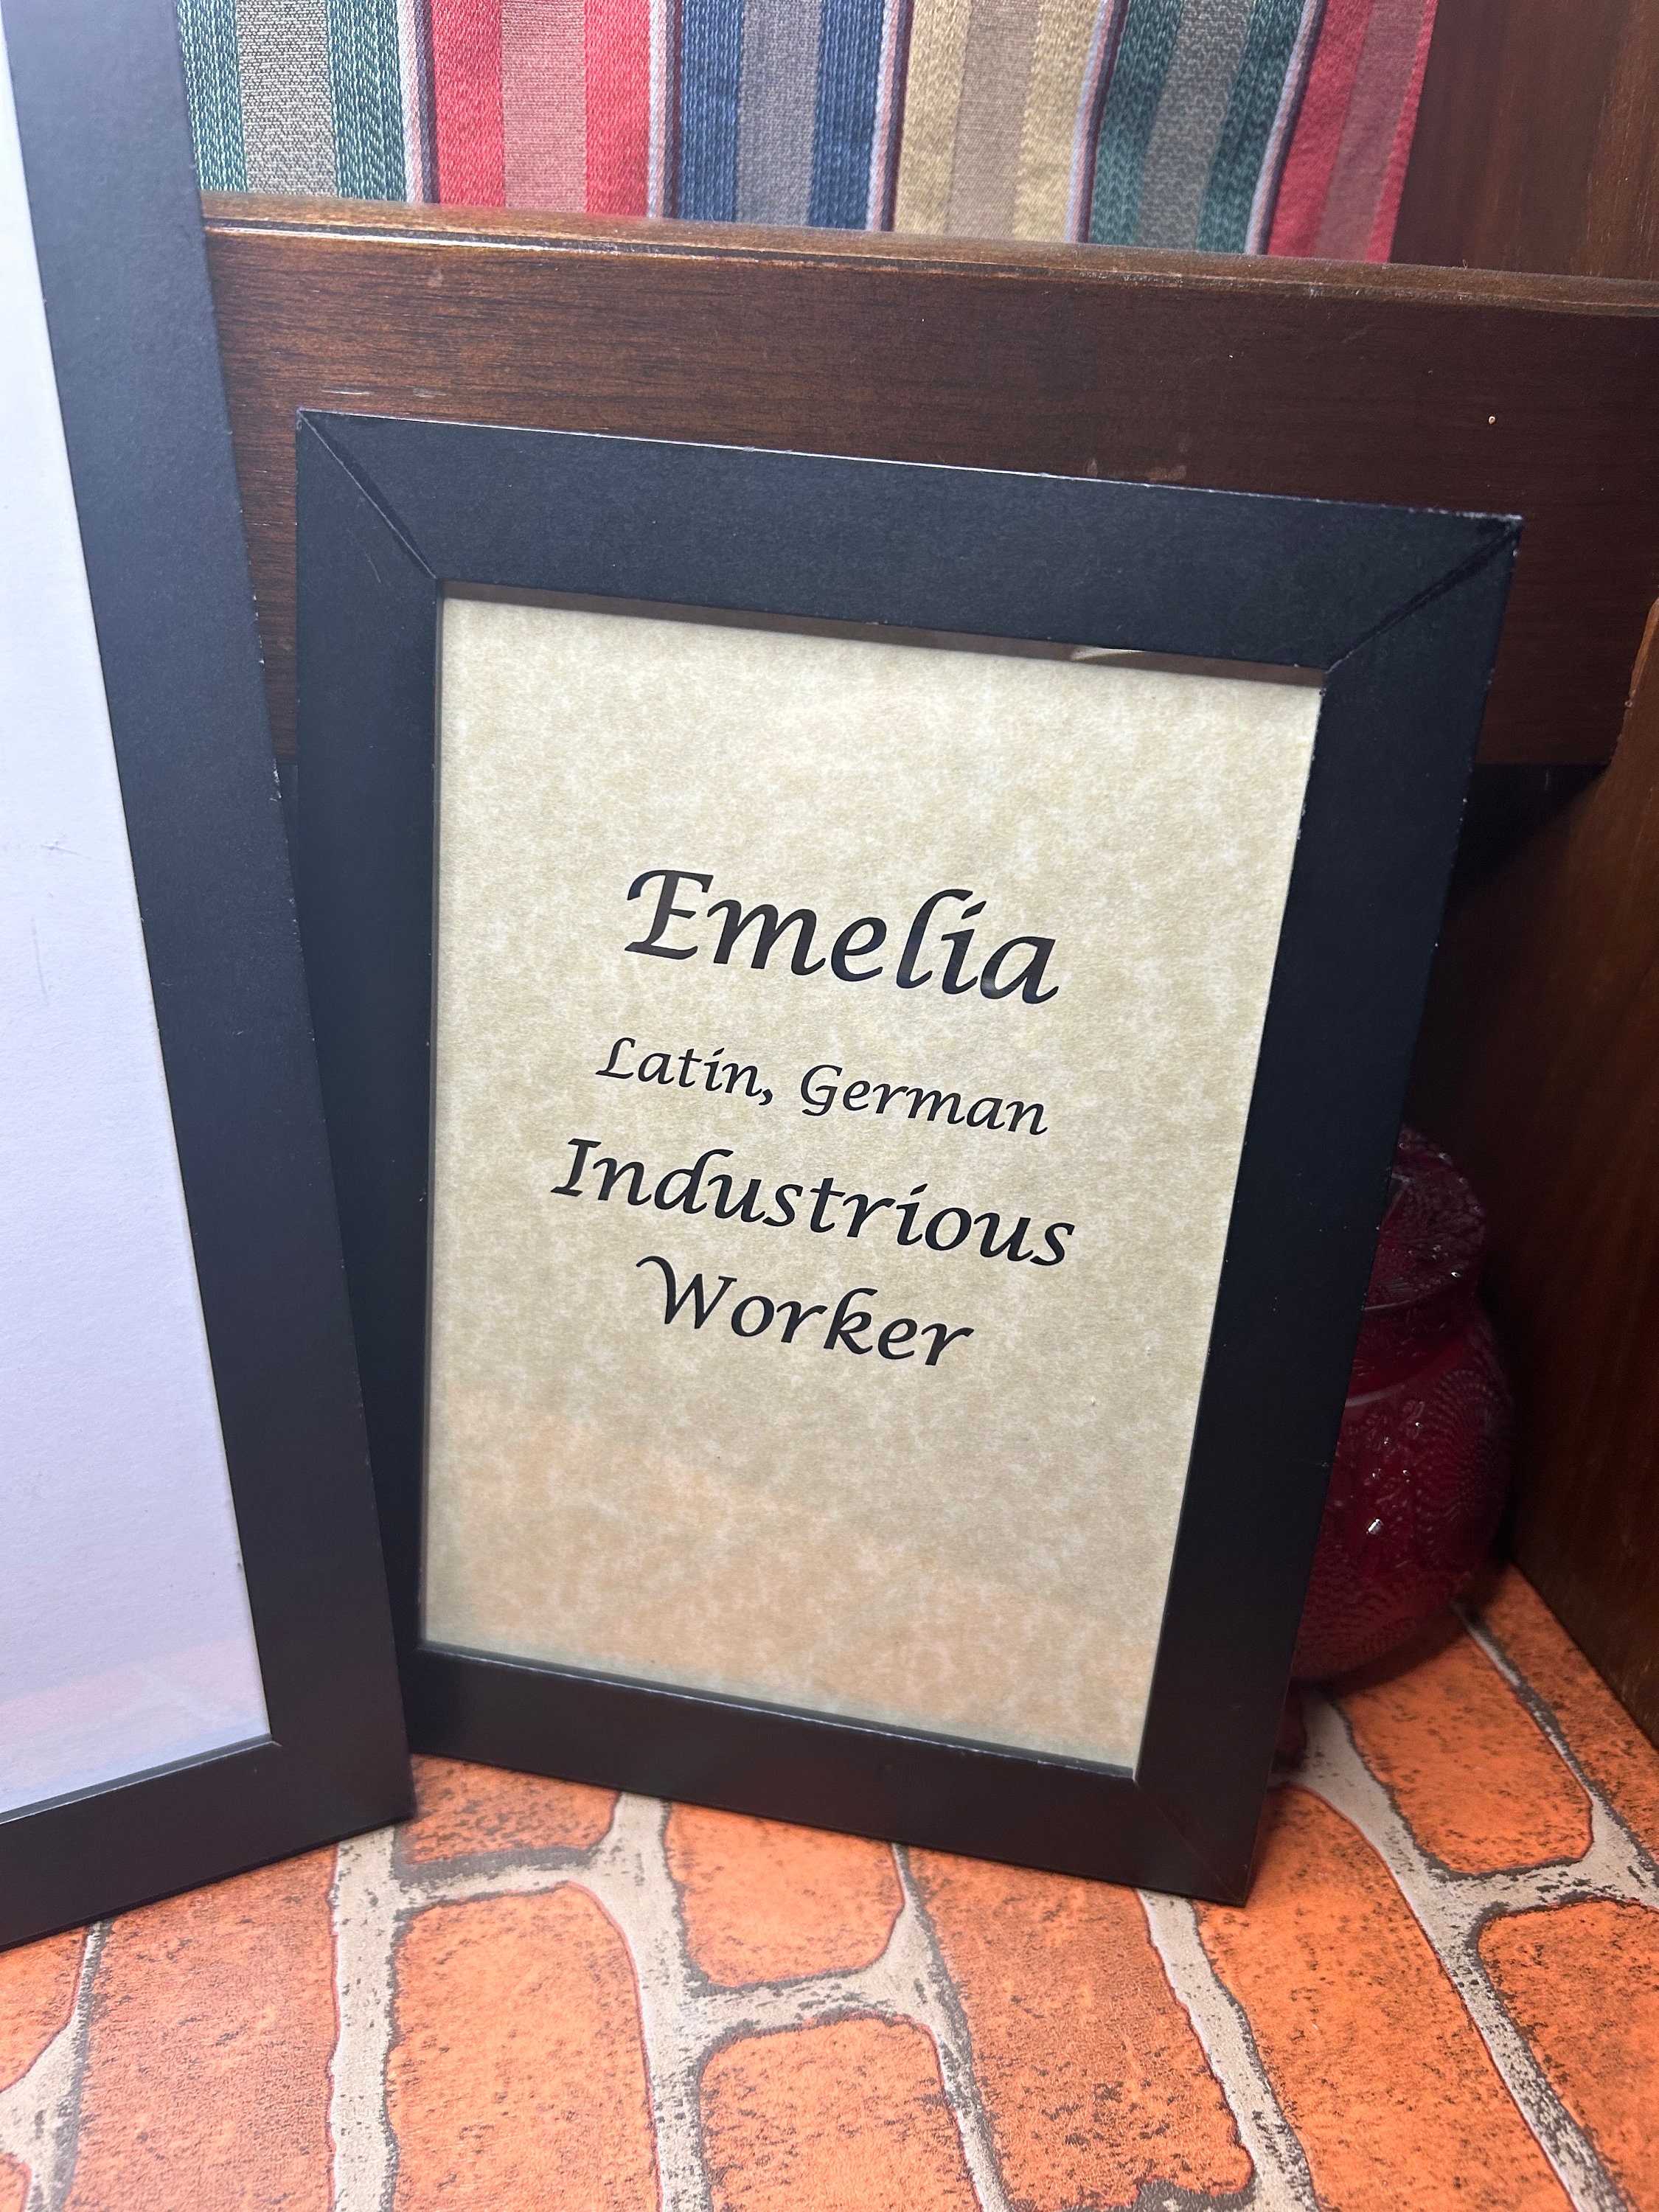 Emelia
Latin, German
Industrious
Worker